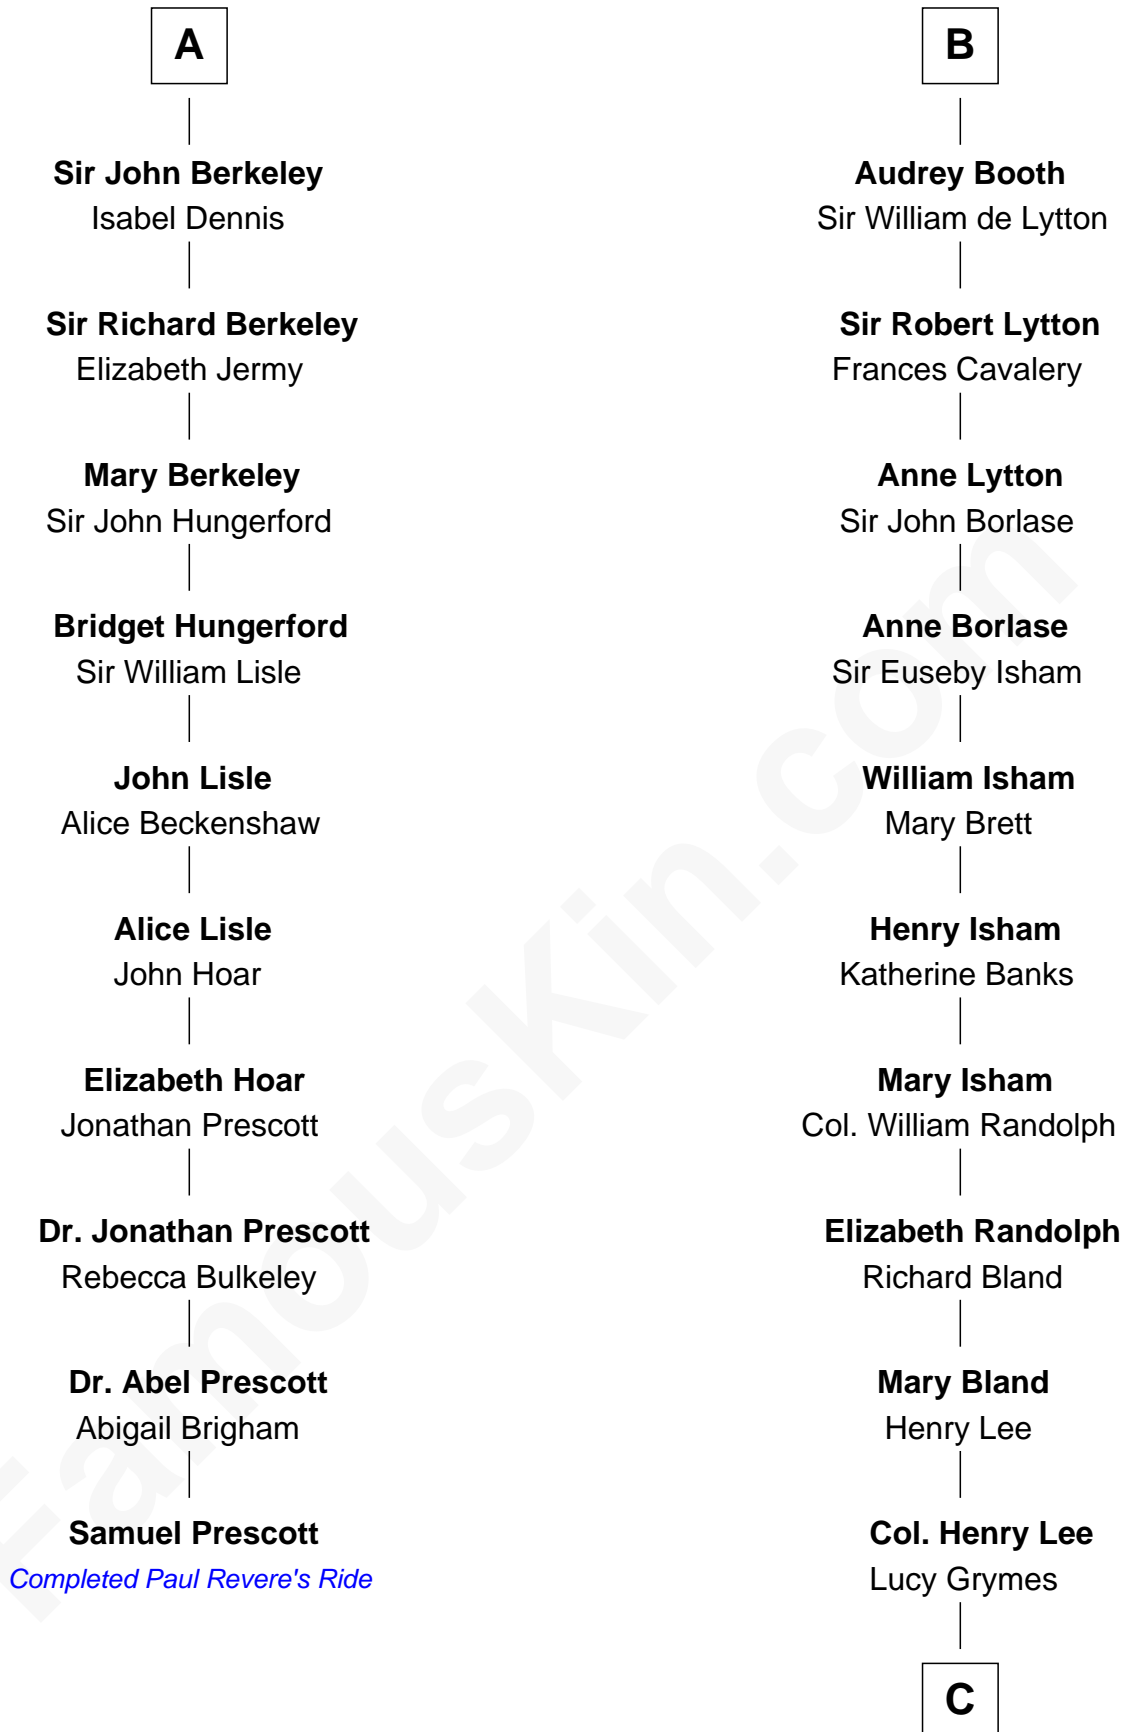 A
Sir John Berkeley
Isabel Dennis
Sir Richard Berkeley
Elizabeth Jermy
Mary Berkeley
Sir John Hungerford
Bridget Hungerford
Sir William Lisle
John Lisle
Alice Beckenshaw
Alice Lisle
John Hoar
Elizabeth Hoar
Jonathan Prescott
Dr. Jonathan Prescott
Rebecca Bulkeley
Dr. Abel Prescott
Abigail Brigham
Samuel Prescott
Completed Paul Revere's Ride
B
Audrey Booth
Sir William de Lytton
Sir Robert Lytton
Frances Cavalery
Anne Lytton
Sir John Borlase
Anne Borlase
Sir Euseby Isham
William Isham
Mary Brett
Henry Isham
Katherine Banks
Mary Isham
Col. William Randolph
Elizabeth Randolph
Richard Bland
Mary Bland
Henry Lee
Col. Henry Lee
Lucy Grymes
C
FamousKin.com